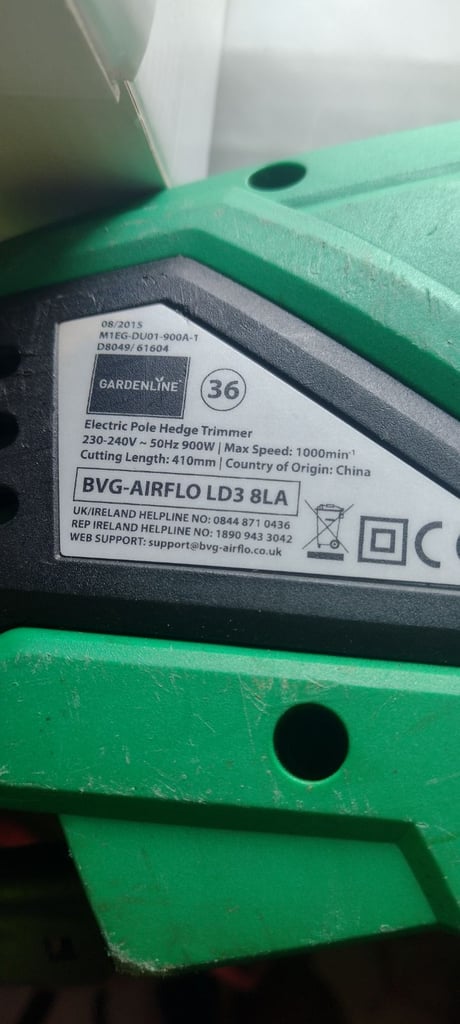 08/2015
M1EG-DU01-900A-1
D8049/ 61604
GARDENLINE
36
Electric Pole Hedge Trimmer
230-240V ~ 50Hz 900W | Max Speed: 1000min⁻¹
Cutting Length: 410mm | Country of Origin: China
BVG-AIRFLO LD3 8LA
UK/IRELAND HELPLINE NO: 0844 871 0436
REP IRELAND HELPLINE NO: 1890 943 3042
WEB SUPPORT: support@bvg-airflo.co.uk